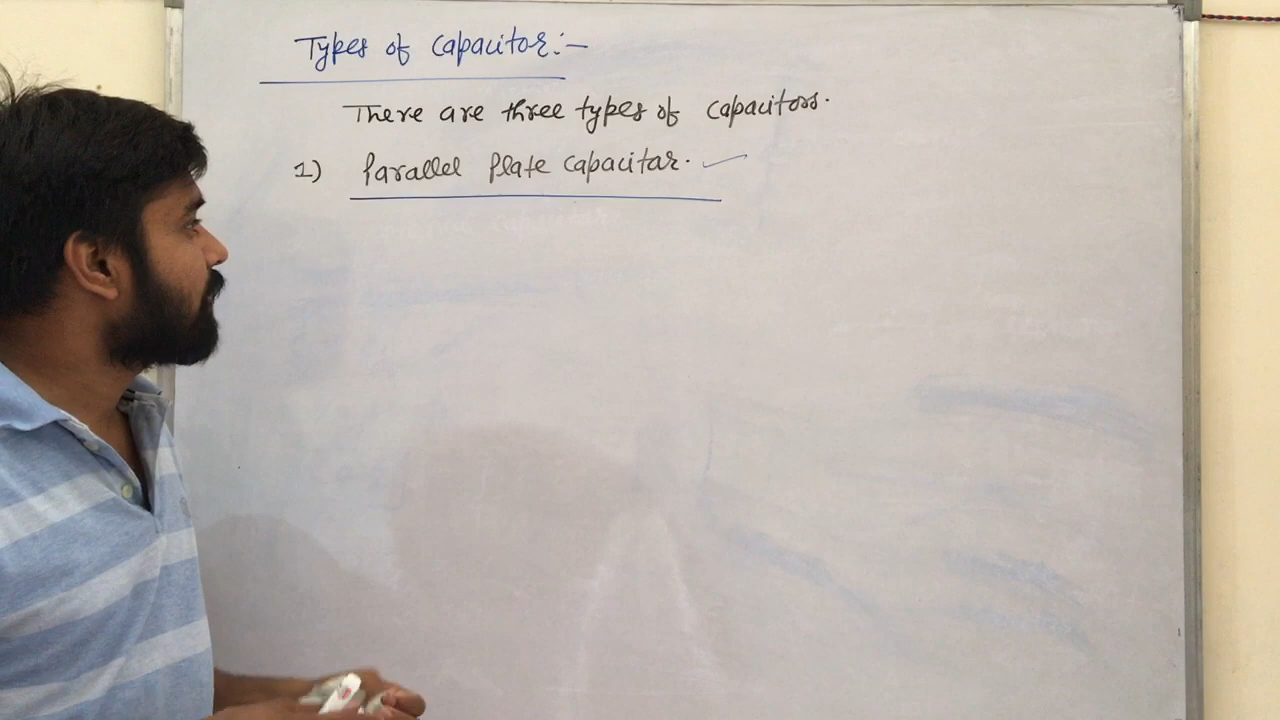 Types of Capacitor:-
There are three types of capacitors.
1) Parallel Plate Capacitar.